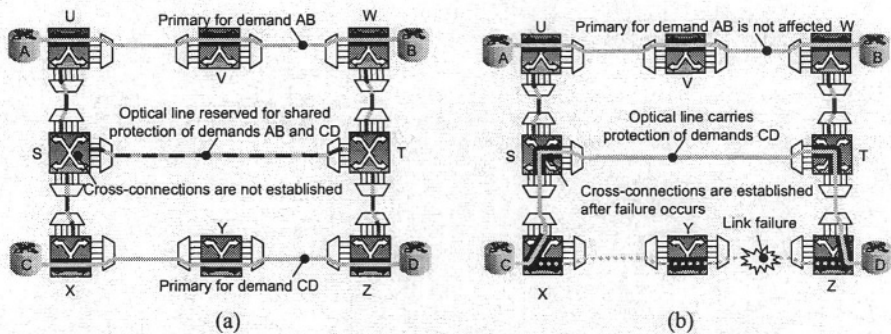 U
W
A
B
V
Primary for demand AB
Optical line reserved for shared
protection of demands AB and CD
S
T
Cross-connections are not established
Y
C
D
X
Z
Primary for demand CD
(a)
U
Primary for demand AB is not affected
W
A
B
V
Optical line carries
protection of demands CD
S
T
Cross-connections are established
after failure occurs
Link failure
Y
C
D
X
Z
(b)